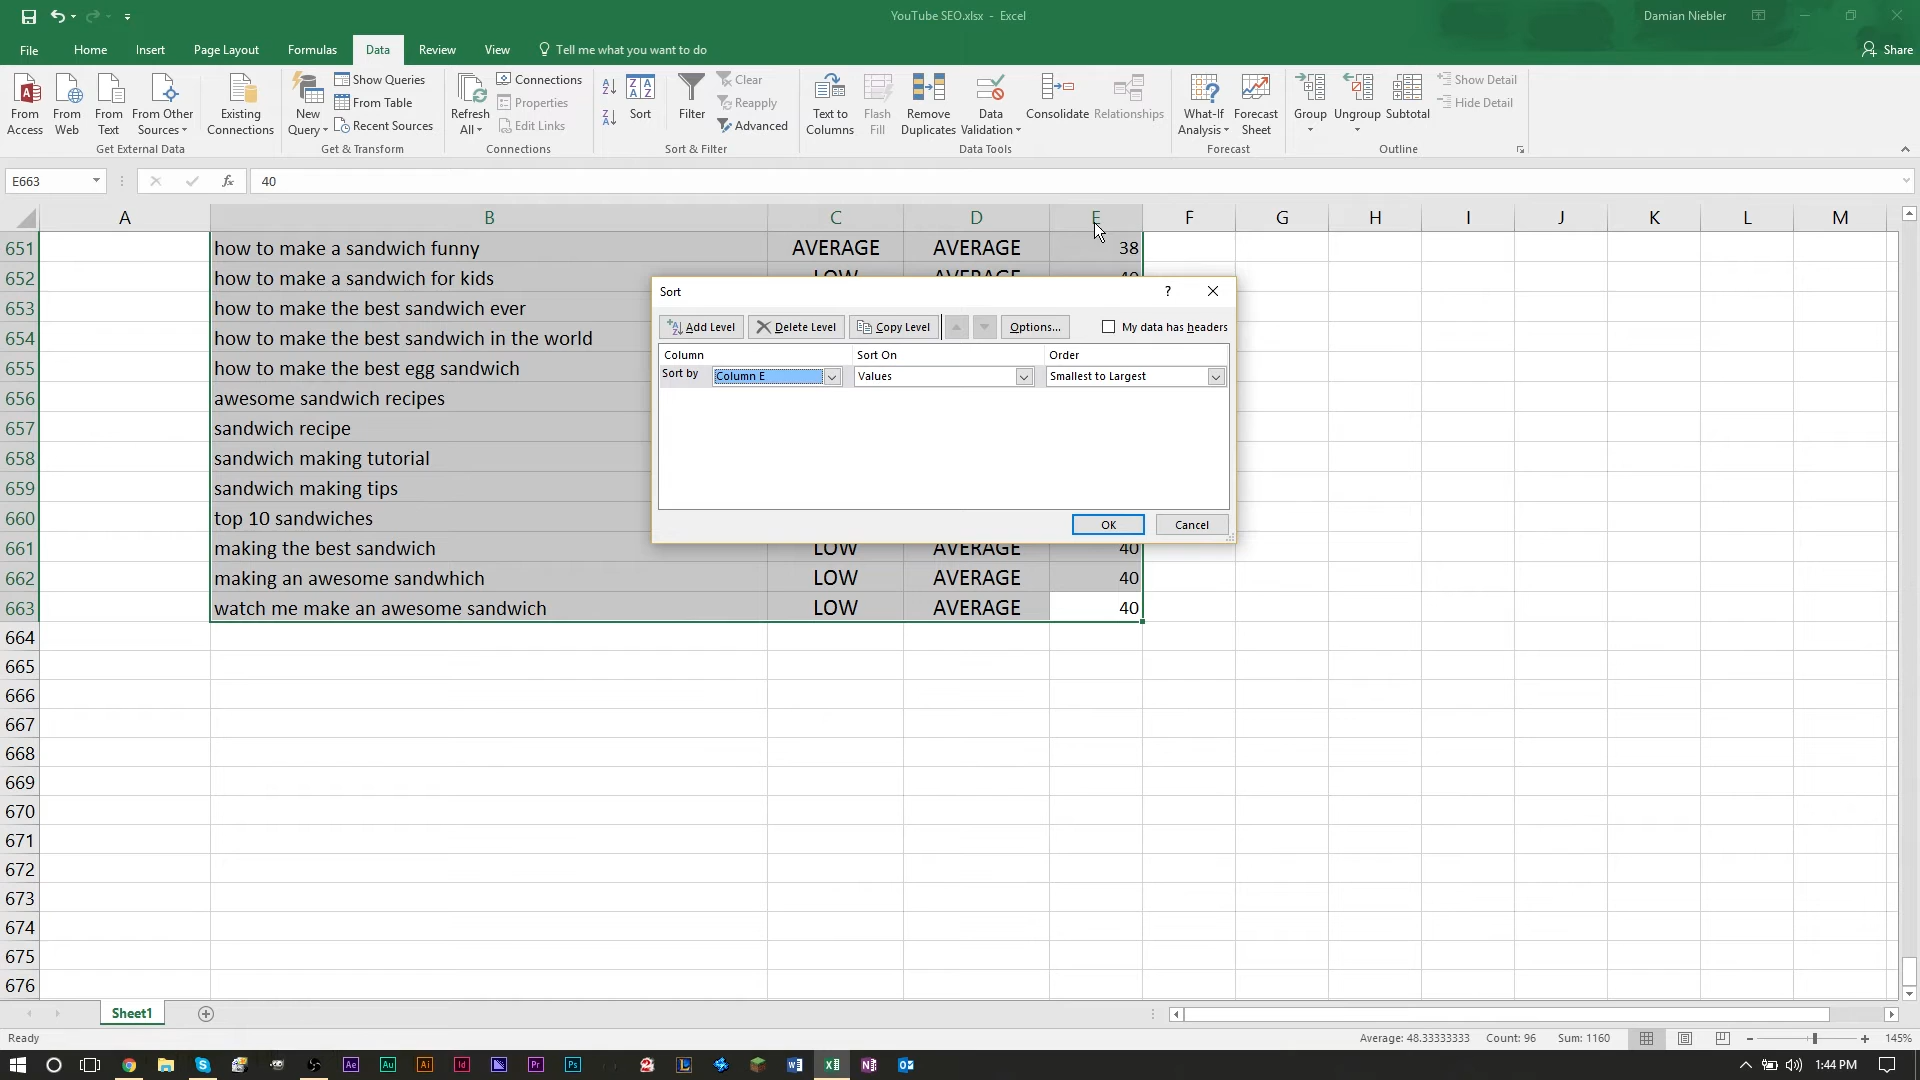 YouTube SEO.xlsx - Excel
Damian Niebler
File Home Insert Page Layout Formulas Data Review View Tell me what you want to do Share
From Access
From Web
From Text
From Other Sources
Existing Connections
Get External Data
New Query
Show Queries
From Table
Recent Sources
Get & Transform
Refresh All
Connections
Properties
Edit Links
Connections
Sort
Filter
Clear
Reapply
Advanced
Sort & Filter
Text to Columns
Flash Fill
Remove Duplicates
Data Validation
Consolidate
Relationships
Data Tools
What-If Analysis
Forecast Sheet
Forecast
Group
Ungroup
Subtotal
Show Detail
Hide Detail
Outline
E663 fx 40
A B C D E F G H I J K L M
651 how to make a sandwich funny AVERAGE AVERAGE 38
652 how to make a sandwich for kids
653 how to make the best sandwich ever
654 how to make the best sandwich in the world
655 how to make the best egg sandwich
656 awesome sandwich recipes
657 sandwich recipe
658 sandwich making tutorial
659 sandwich making tips
660 top 10 sandwiches
661 making the best sandwich LOW AVERAGE 40
662 making an awesome sandwhich LOW AVERAGE 40
663 watch me make an awesome sandwich LOW AVERAGE 40
664
665
666
667
668
669
670
671
672
673
674
675
676
Sort ?
Add Level Delete Level Copy Level Options... My data has headers
Column Sort On Order
Sort by Column E Values Smallest to Largest
OK Cancel
Sheet1
Ready Average: 48.33333333 Count: 96 Sum: 1160 145%
Ae Au Ai Id Pr Ps 1:44 PM